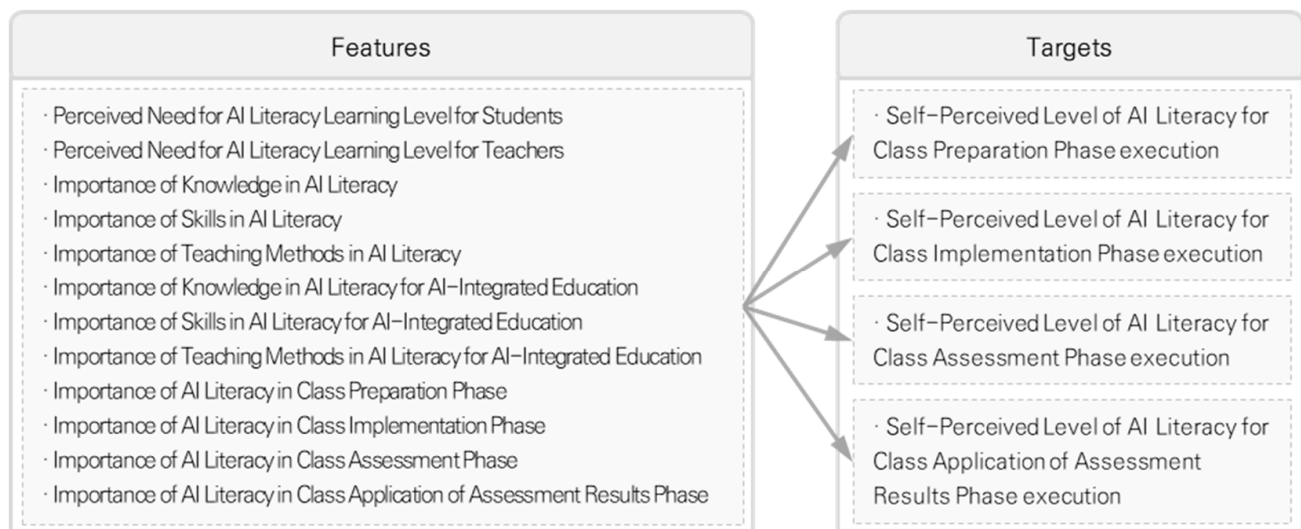 Features
· Perceived Need for AI Literacy Learning Level for Students
· Perceived Need for AI Literacy Learning Level for Teachers
· Importance of Knowledge in AI Literacy
· Importance of Skills in AI Literacy
· Importance of Teaching Methods in AI Literacy
· Importance of Knowledge in AI Literacy for AI-Integrated Education
· Importance of Skills in AI Literacy for AI-Integrated Education
· Importance of Teaching Methods in AI Literacy for AI-Integrated Education
· Importance of AI Literacy in Class Preparation Phase
· Importance of AI Literacy in Class Implementation Phase
· Importance of AI Literacy in Class Assessment Phase
· Importance of AI Literacy in Class Application of Assessment Results Phase
Targets
· Self-Perceived Level of AI Literacy for
Class Preparation Phase execution
· Self-Perceived Level of AI Literacy for
Class Implementation Phase execution
· Self-Perceived Level of AI Literacy for
Class Assessment Phase execution
· Self-Perceived Level of AI Literacy for
Class Application of Assessment
Results Phase execution